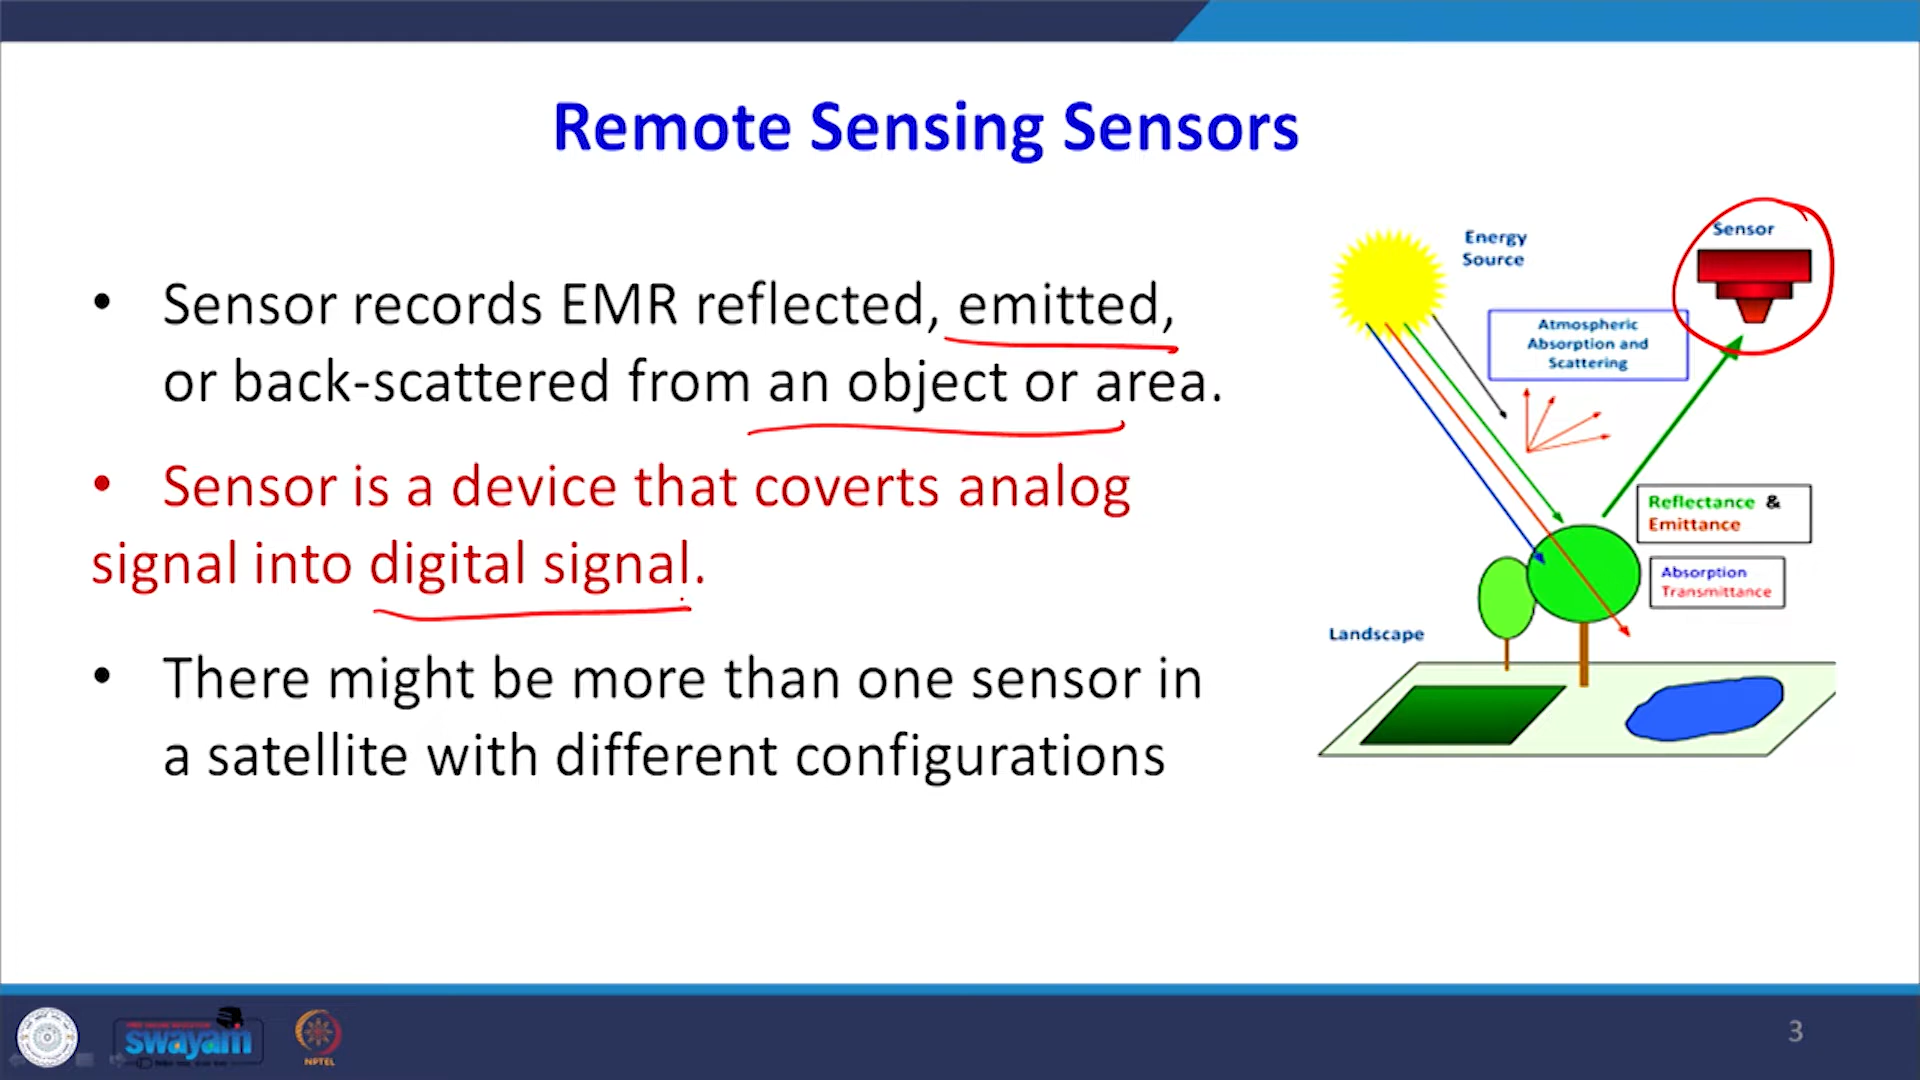 Remote Sensing Sensors
• Sensor records EMR reflected, emitted,
or back-scattered from an object or area.
• Sensor is a device that coverts analog
signal into digital signal.
• There might be more than one sensor in
a satellite with different configurations
Energy
Source
Sensor
Atmospheric
Absorption and
Scattering
Reflectance &
Emittance
Absorption
Transmittance
Landscape
swayam
NPTEL
3